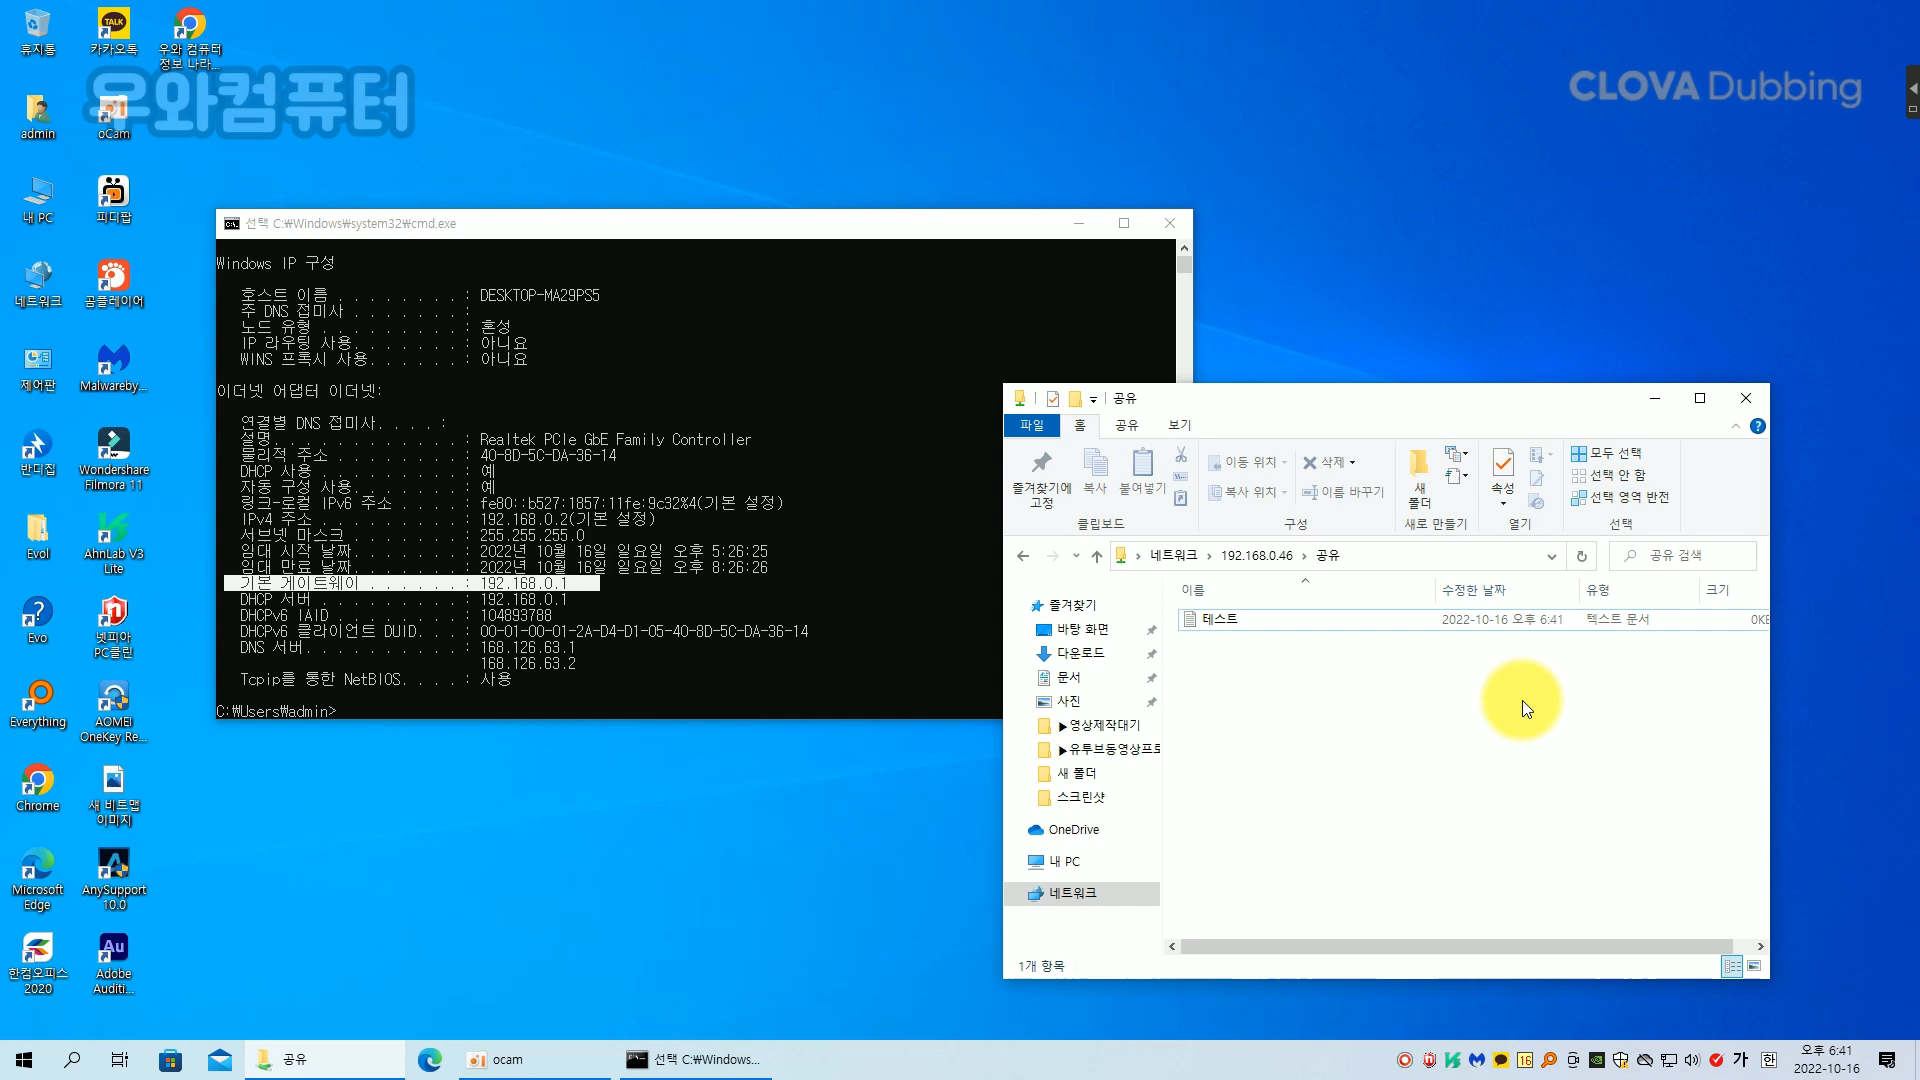 휴지통
카카오톡
우와 컴퓨터
정보 나라...
우와컴퓨터
CLOVA Dubbing
admin
oCam
내 PC
피디팝
네트워크
곰플레이어
제어판
Malwareby...
반디집
Wondershare
Filmora 11
Evol
AhnLab V3
Lite
Evo
넷피아
PC클린
Everything
AOMEI
OneKey Re...
Chrome
새 비트맵
이미지
Microsoft
Edge
AnySupport
10.0
한컴오피스
2020
Adobe
Auditi...
선택 C:₩Windows₩system32₩cmd.exe
Windows IP 구성
호스트 이름 . . . . . . . . : DESKTOP-MA29PS5
주 DNS 접미사 . . . . . . . :
노드 유형 . . . . . . . . . : 혼성
IP 라우팅 사용. . . . . . . : 아니요
WINS 프록시 사용. . . . . . : 아니요
이더넷 어댑터 이더넷:
연결별 DNS 접미사. . . . :
설명. . . . . . . . . . . . : Realtek PCIe GbE Family Controller
물리적 주소 . . . . . . . . : 40-8D-5C-DA-36-14
DHCP 사용 . . . . . . . . . : 예
자동 구성 사용. . . . . . . : 예
링크-로컬 IPv6 주소 . . . . : fe80::b527:1857:11fe:9c32%4(기본 설정)
IPv4 주소 . . . . . . . . . : 192.168.0.2(기본 설정)
서브넷 마스크 . . . . . . . : 255.255.255.0
임대 시작 날짜. . . . . . . : 2022년 10월 16일 일요일 오후 5:26:25
임대 만료 날짜. . . . . . . : 2022년 10월 16일 일요일 오후 8:26:26
기본 게이트웨이 . . . . . . : 192.168.0.1
DHCP 서버 . . . . . . . . . : 192.168.0.1
DHCPv6 IAID . . . . . . . . : 104893788
DHCPv6 클라이언트 DUID. . . : 00-01-00-01-2A-D4-D1-05-40-8D-5C-DA-36-14
DNS 서버. . . . . . . . . . : 168.126.63.1
168.126.63.2
Tcpip를 통한 NetBIOS. . . . : 사용
C:₩Users₩admin>
공유
파일 홈 공유 보기
즐겨찾기에
고정
복사
붙여넣기
클립보드
이동 위치
복사 위치
삭제
이름 바꾸기
구성
새
폴더
새로 만들기
속성
열기
모두 선택
선택 안 함
선택 영역 반전
선택
네트워크 > 192.168.0.46 > 공유
공유 검색
이름 수정한 날짜 유형 크기
테스트 2022-10-16 오후 6:41 텍스트 문서 0KB
즐겨찾기
바탕 화면
다운로드
문서
사진
▶영상제작대기
▶유투브동영상프로
새 폴더
스크린샷
OneDrive
내 PC
네트워크
1개 항목
공유
ocam
선택 C:₩Windows...
16
가
한
오후 6:41
2022-10-16